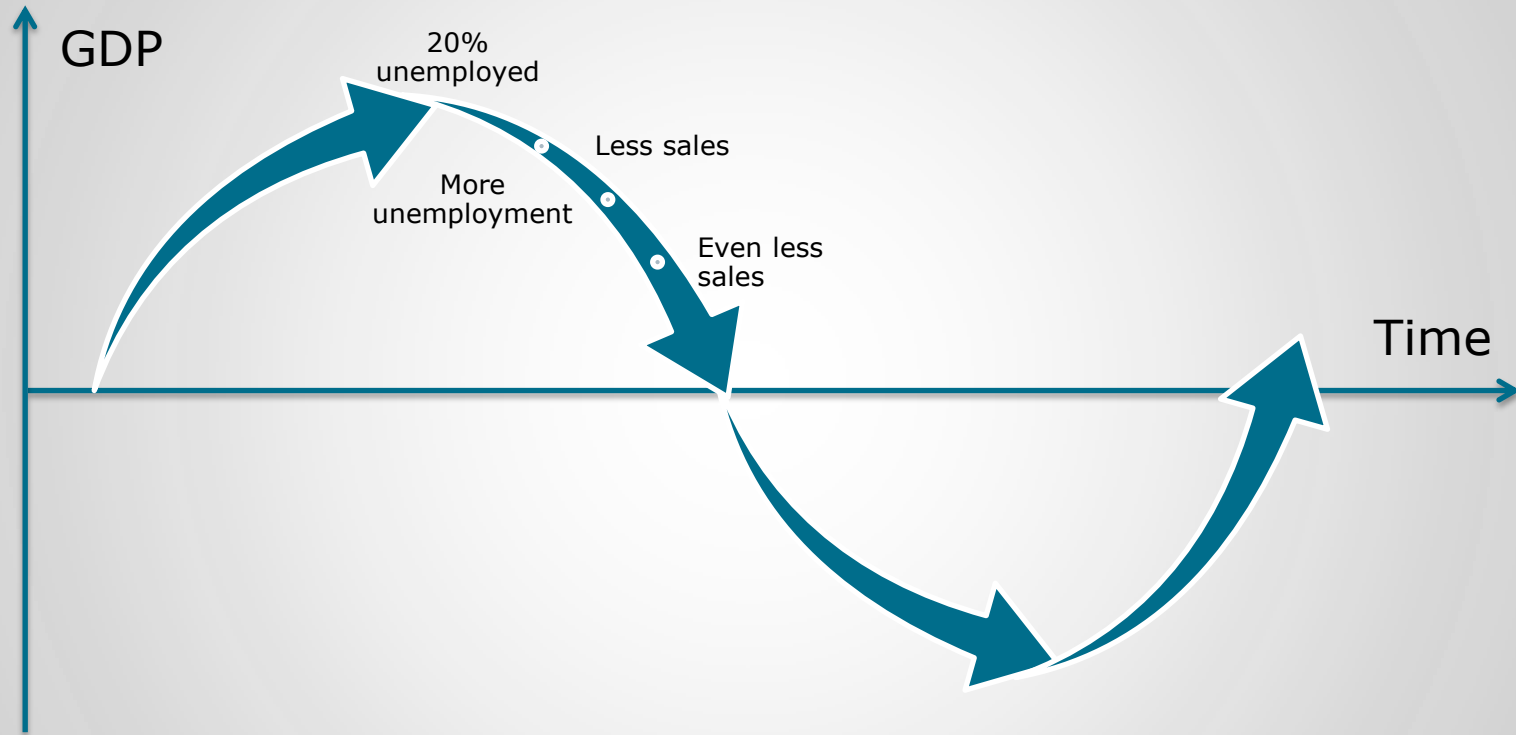 GDP
20%
unemployed
Less sales
More
unemployment
Even less
sales
Time